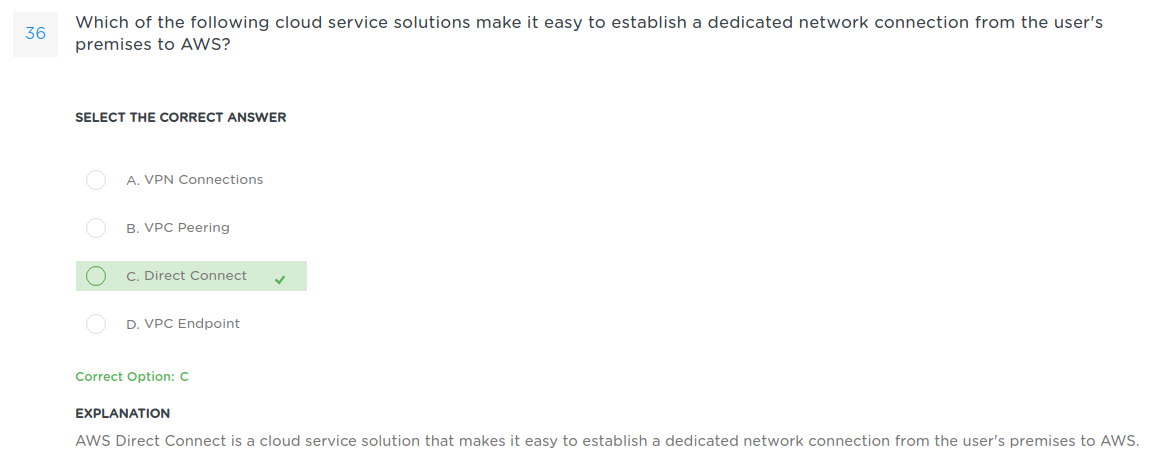 36
Which of the following cloud service solutions make it easy to establish a dedicated network connection from the user's
premises to AWS?
SELECT THE CORRECT ANSWER
A. VPN Connections
B. VPC Peering
C. Direct Connect
D. VPC Endpoint
Correct Option: C
EXPLANATION
AWS Direct Connect is a cloud service solution that makes it easy to establish a dedicated network connection from the user's premises to AWS.